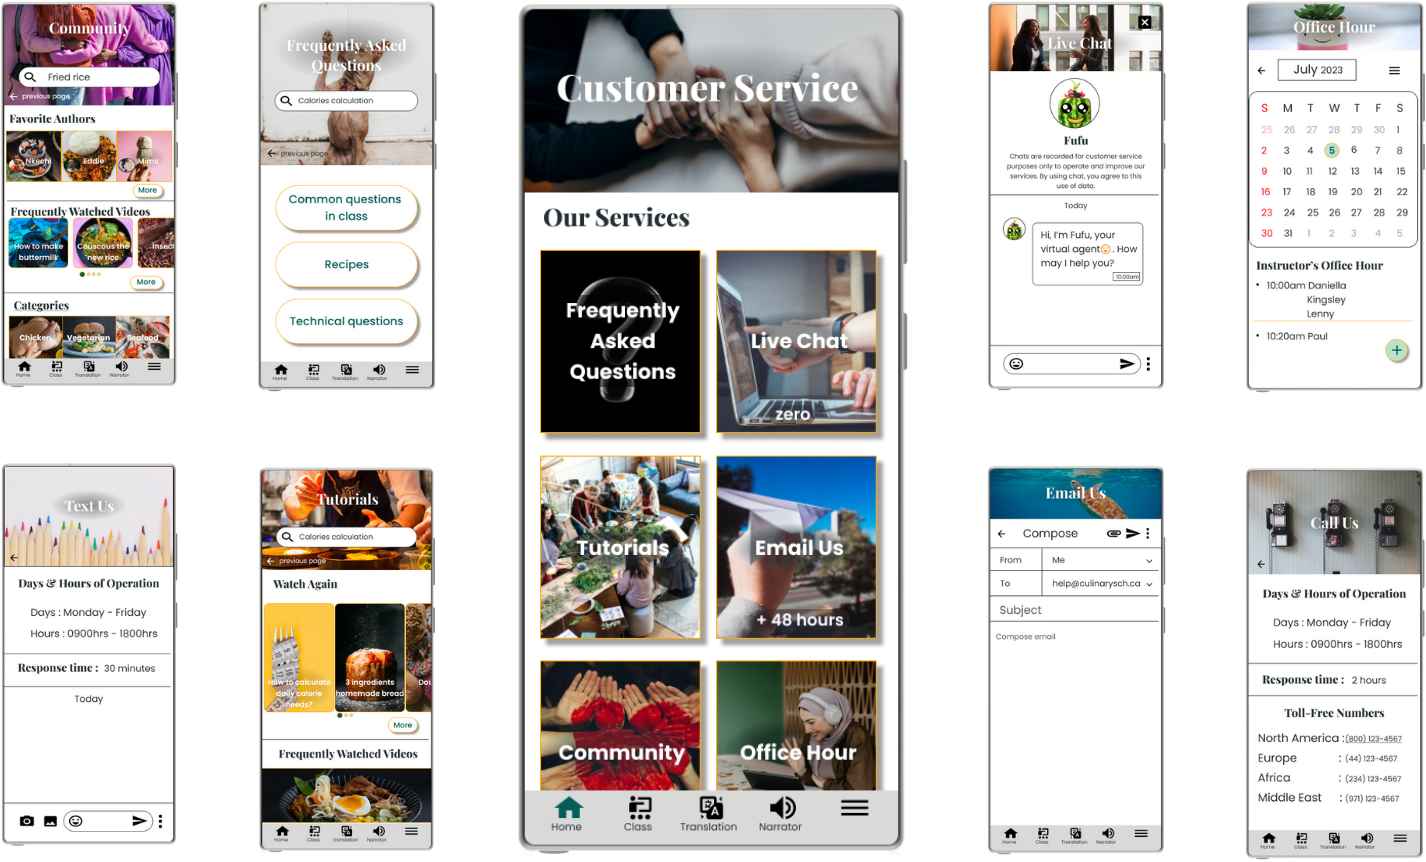 Community
Fried rice
previous page
Favorite Authors
Nkechi
Eddie
Mims
More
Frequently Watched Videos
How to make
buttermilk
Couscous the
new rice
Insec
More
Categories
Chicken
Vegetarian
Seafood
Home
Class
Translation
Narrator
Frequently Asked
Questions
Calories calculation
previous page
Common questions
in class
Recipes
Technical questions
Home
Class
Translation
Narrator
Customer Service
Our Services
Frequently
Asked
Questions
Live Chat
zero
Tutorials
Email Us
+ 48 hours
Community
Office Hour
Home
Class
Translation
Narrator
Live Chat
Fufu
Chats are recorded for customer service
purposes only to operate and improve our
services. By using chat, you agree to this
use of data.
Today
Hi, I'm Fufu, your
virtual agent😊. How
may I help you?
10:00am
Office Hour
July 2023
S M T W T F S
25 26 27 28 29 30 1
2 3 4 5 6 7 8
9 10 11 12 13 14 15
16 17 18 19 20 21 22
23 24 25 26 27 28 29
30 31 1 2 3 4 5
Instructor's Office Hour
• 10:00am Daniella
Kingsley
Lenny
• 10:20am Paul
+
Text Us
Days & Hours of Operation
Days : Monday - Friday
Hours : 0900hrs - 1800hrs
Response time : 30 minutes
Today
Tutorials
Calories calculation
previous page
Watch Again
How to calculate
daily calorie
needs?
3 ingredients
homemade bread
Dou
More
Frequently Watched Videos
Home
Class
Translation
Narrator
Email Us
Compose
From Me
To help@culinarysch.ca
Subject
Compose email
Home
Class
Translation
Narrator
Call Us
Days & Hours of Operation
Days : Monday - Friday
Hours : 0900hrs - 1800hrs
Response time : 2 hours
Toll-Free Numbers
North America : (800) 123-4567
Europe : (44) 123-4567
Africa : (234) 123-4567
Middle East : (971) 123-4567
Home
Class
Translation
Narrator